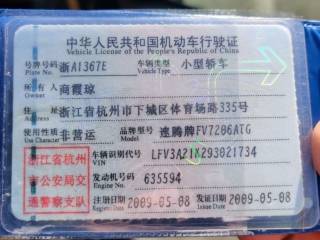 中华人民共和国机动车行驶证
Vehicle License of the People's Republic of China
号牌号码 浙A1367E 车辆类型 小型轿车
Plate No. Vehicle Type
所有人 商霞琼
Owner
住址 浙江省杭州市下城区体育场路335号
Address
使用性质 非营运 品牌型号 速腾牌FV7206ATG
Use Character Model
车辆识别代号 LFV3A21K293021734
VIN
发动机号码 635594
Engine No.
注册日期 2009-05-08 发证日期 2009-05-08
Register Date Issue Date
浙江省杭州
市公安局交
通警察支队